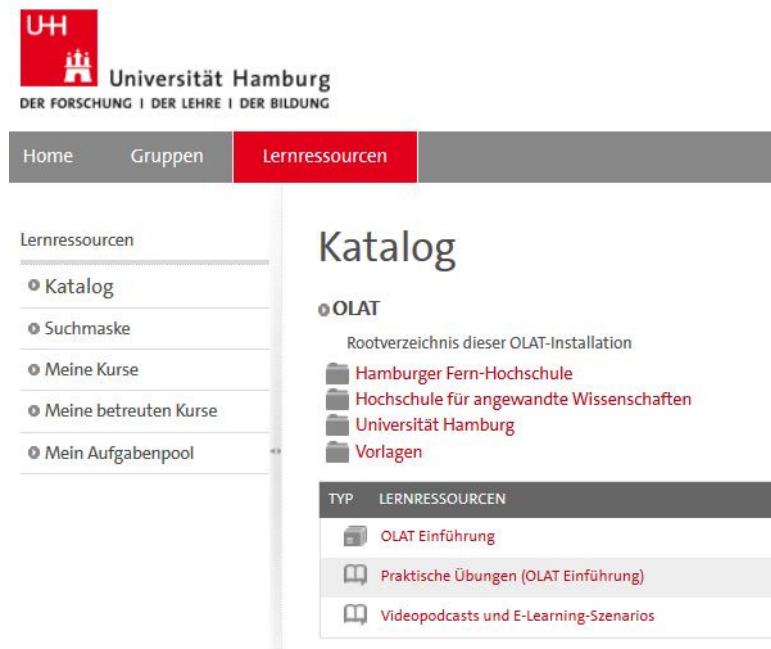 UHH
Universität Hamburg
DER FORSCHUNG | DER LEHRE | DER BILDUNG
Home Gruppen Lernressourcen
Lernressourcen
Katalog
Suchmaske
Meine Kurse
Meine betreuten Kurse
Mein Aufgabenpool
Katalog
OLAT
Rootverzeichnis dieser OLAT-Installation
Hamburger Fern-Hochschule
Hochschule für angewandte Wissenschaften
Universität Hamburg
Vorlagen
TYP LERNRESSOURCEN
OLAT Einführung
Praktische Übungen (OLAT Einführung)
Videopodcasts und E-Learning-Szenarios